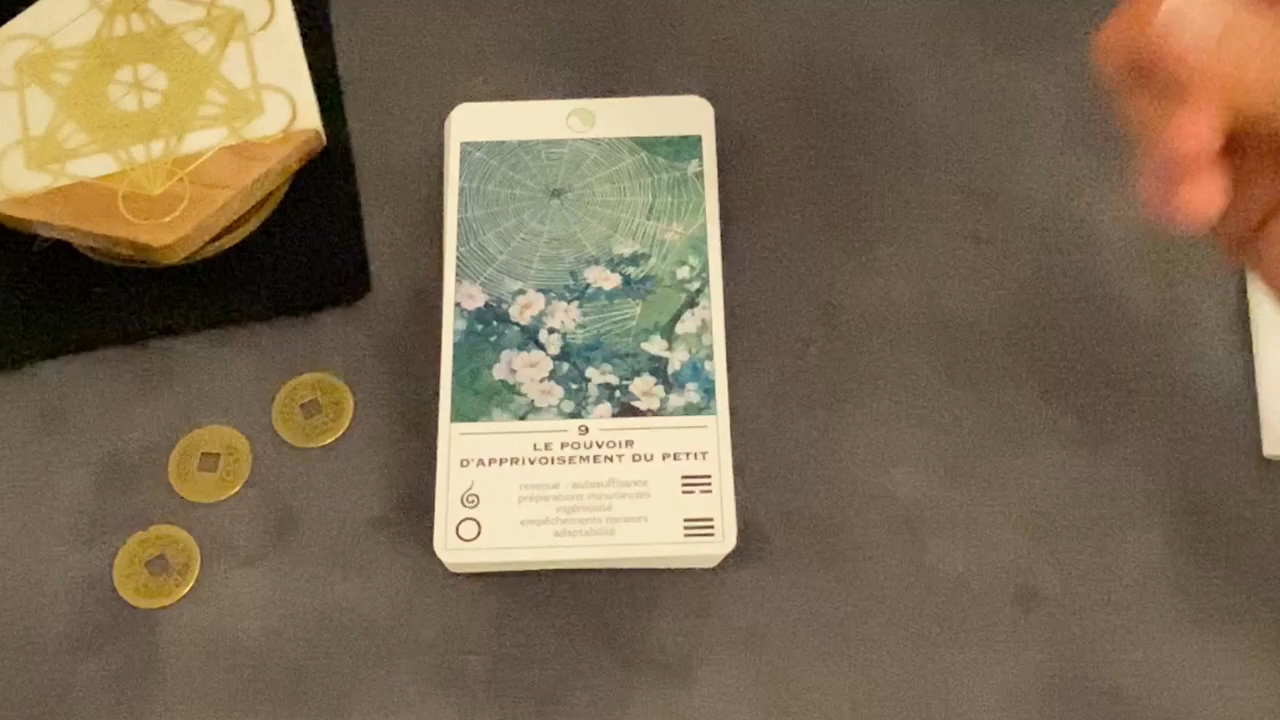 9
LE POUVOIR
D'APPRIVOISEMENT DU PETIT
retenue - autosuffisance
préparations minutieuses
ingéniosité
empêchements mineurs
adaptabilité